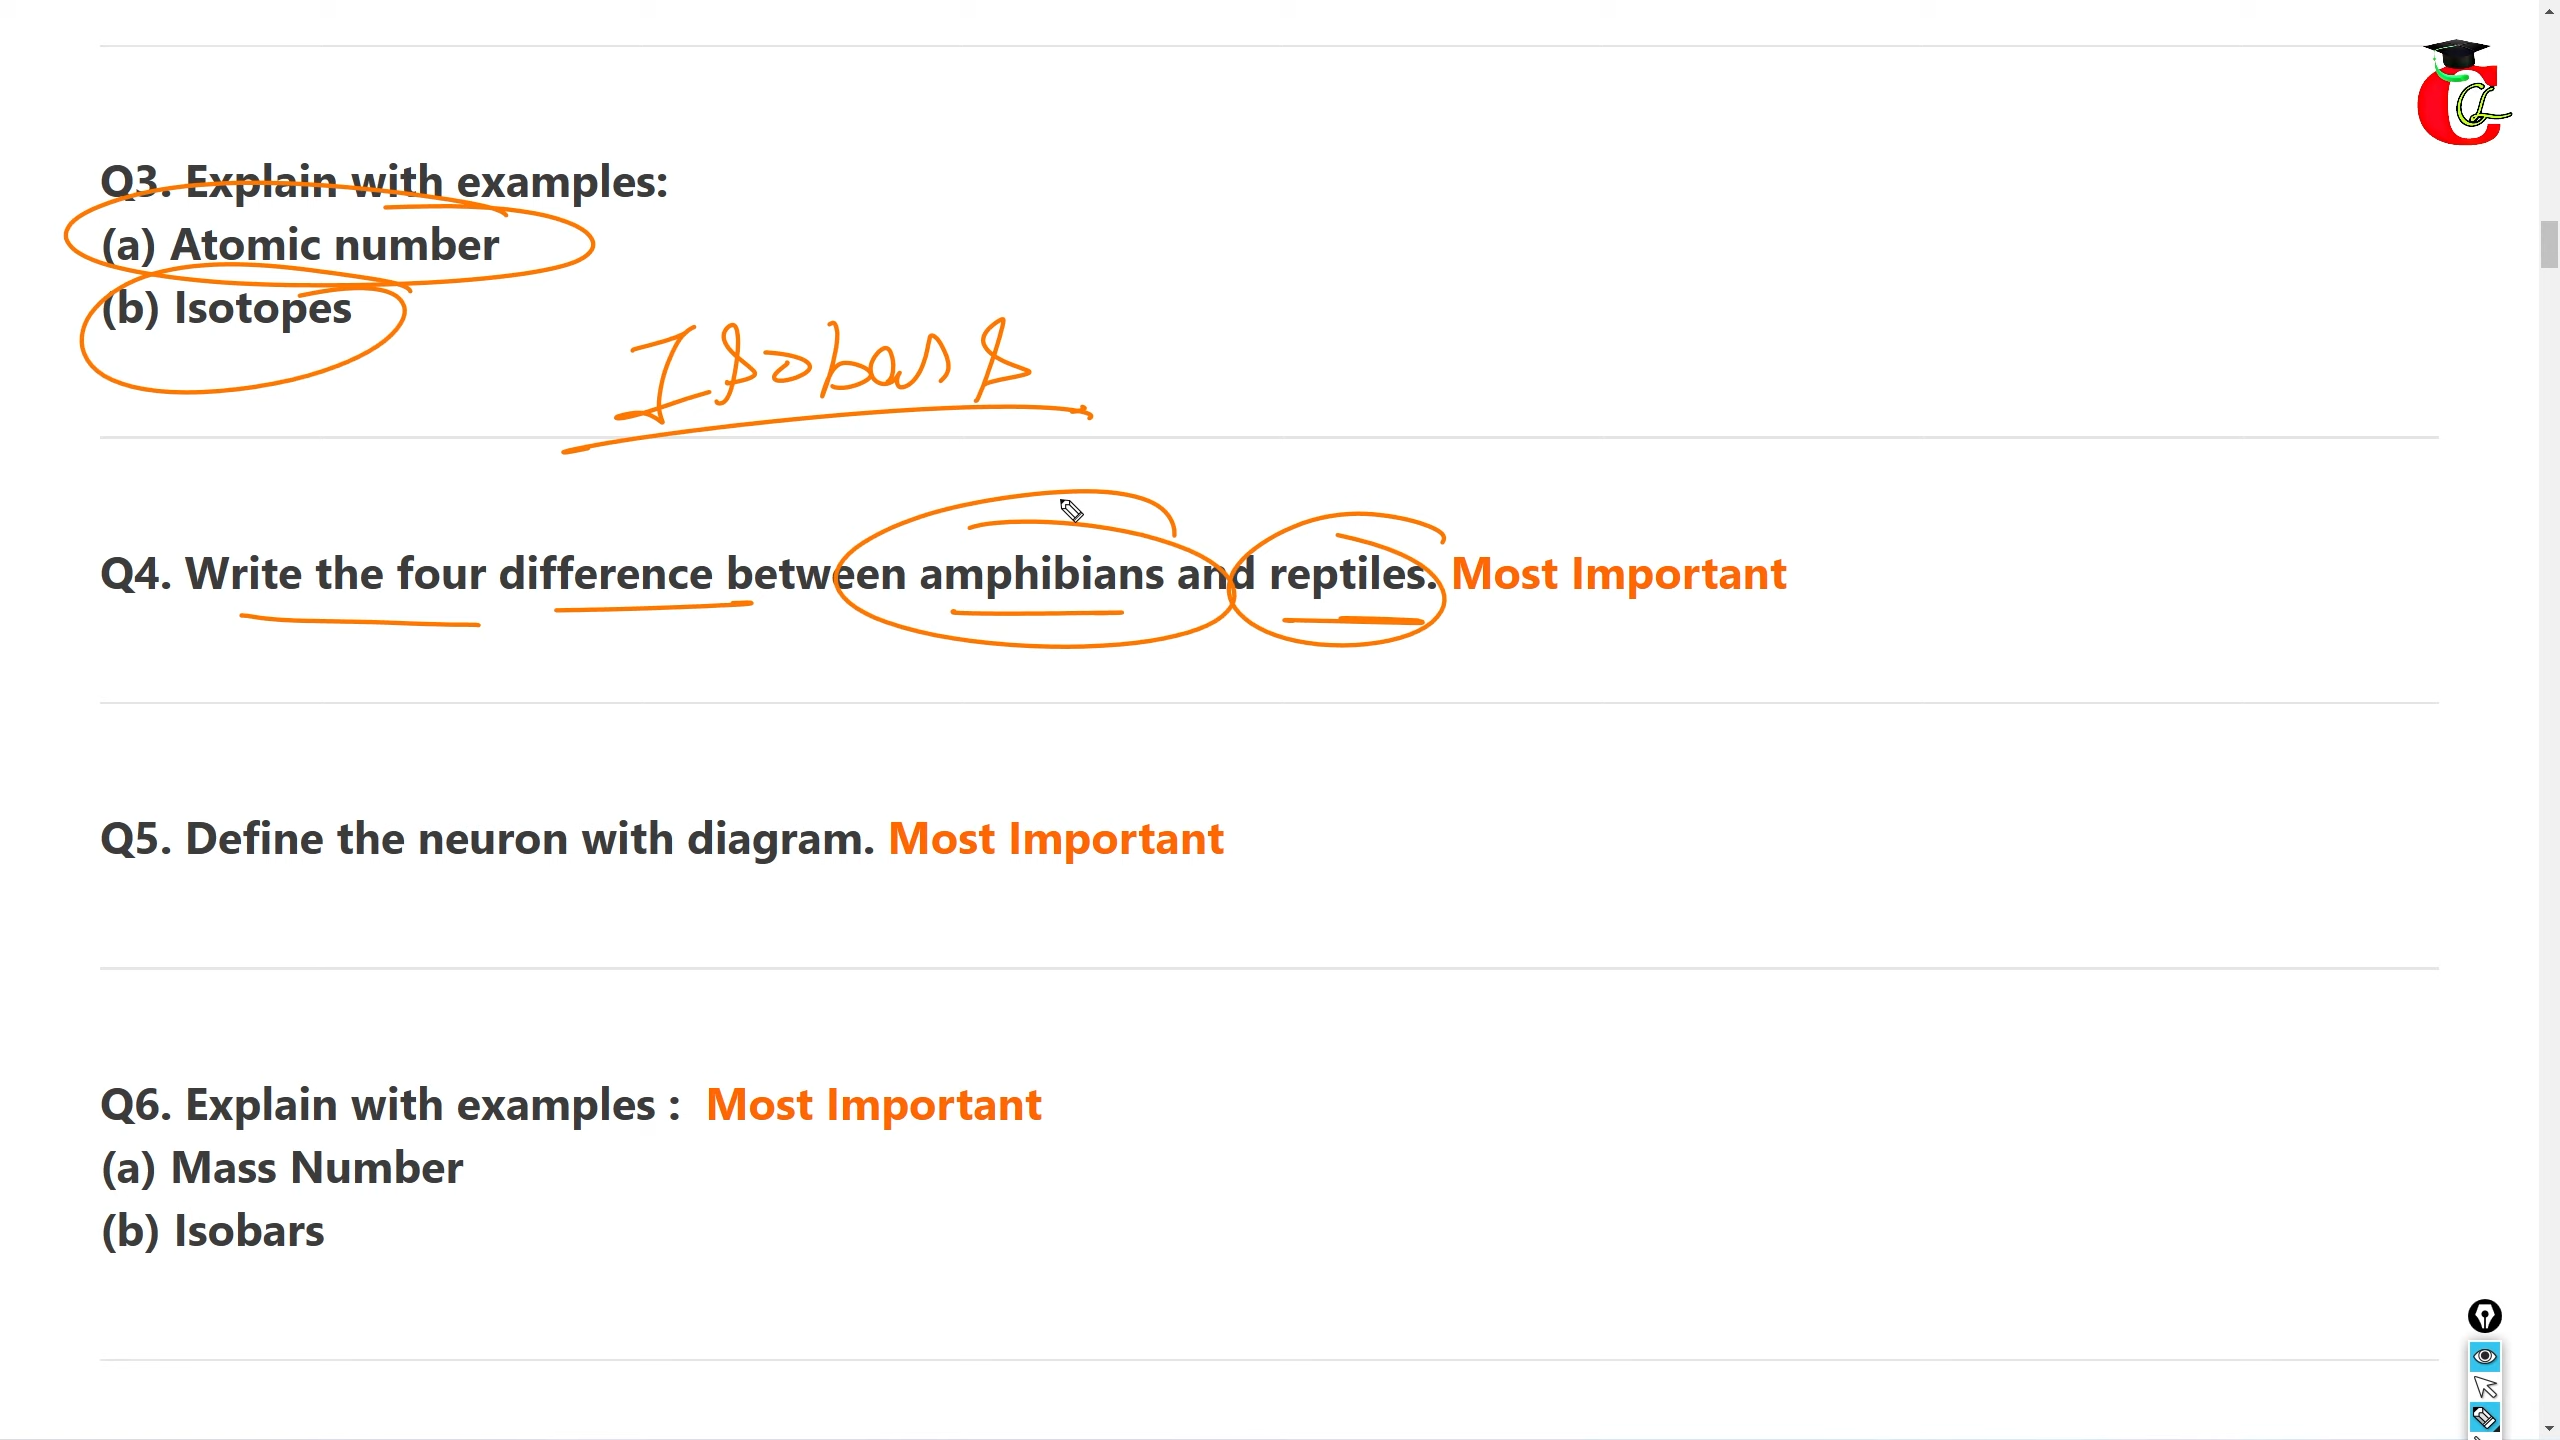 Q3. Explain with examples:
(a) Atomic number
(b) Isotopes
Isobars
Q4. Write the four difference between amphibians and reptiles. Most Important
Q5. Define the neuron with diagram. Most Important
Q6. Explain with examples : Most Important
(a) Mass Number
(b) Isobars